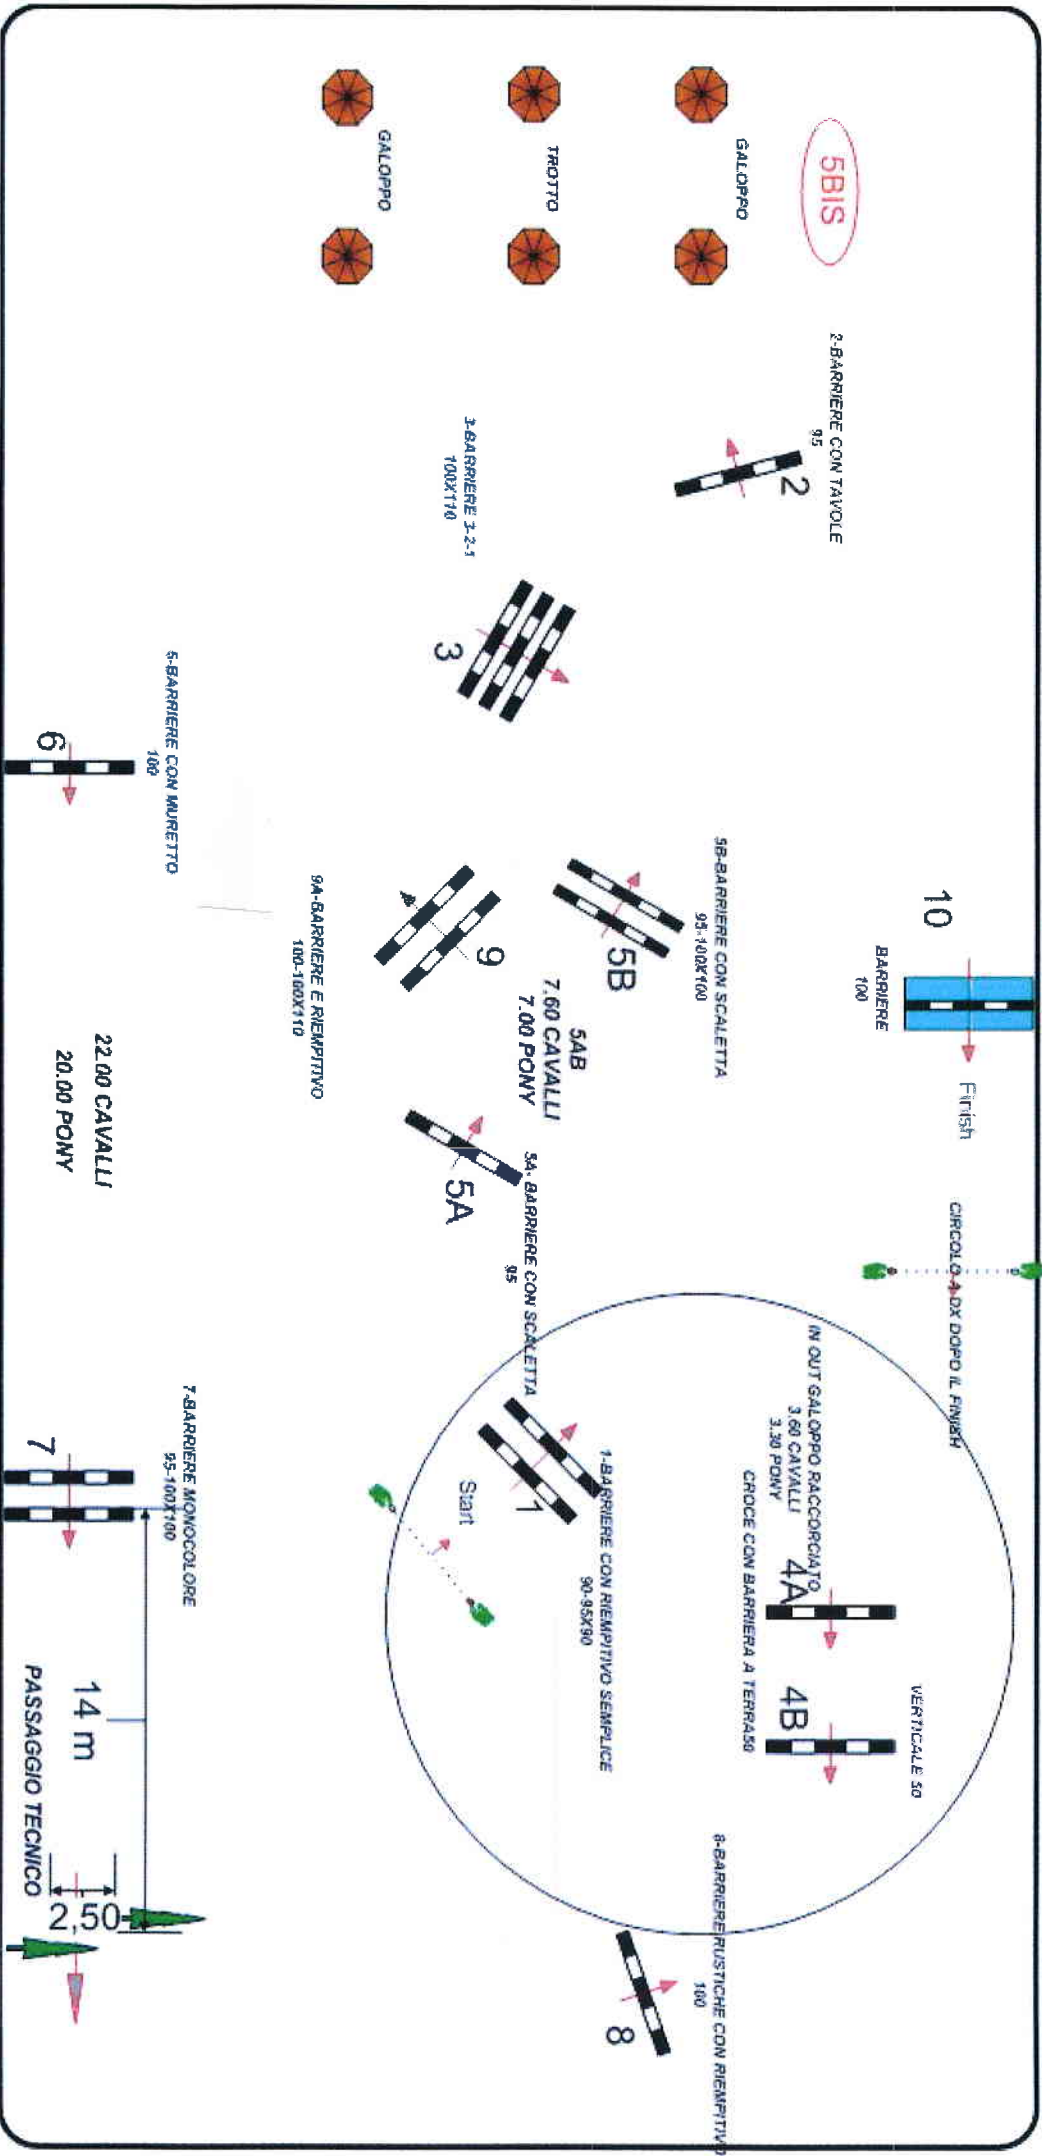 5BIS
GALOPPO
TROTTO
GALOPPO
2-BARRIERE CON TAVOLE
95
2
3-BARRIERE 3-2-1
100X110
3
6-BARRIERE CON MURETTO
100
6
10
BARRIERE
100
Finish
5B-BARRIERE CON SCALETTA
95-100X100
5B
5AB
7.60 CAVALLI
7.00 PONY
9
9A-BARRIERE E RIEMPITIVO
100-100X110
22.00 CAVALLI
20.00 PONY
5A
5A- BARRIERE CON SCALETTA
95
CIRCOLO A DX DOPO IL FINISH
IN OUT GALOPPO RACCORCIATO
3.60 CAVALLI
3.30 PONY
4A
CROCE CON BARRIERA A TERRA50
4B
VERTICALE 50
1
1-BARRIERE CON RIEMPITIVO SEMPLICE
90-95X90
Start
7-BARRIERE MONOCOLORE
95-100X100
7
14 m
PASSAGGIO TECNICO
2,50
8-BARRIERE RUSTICHE CON RIEMPITIVO
100
8